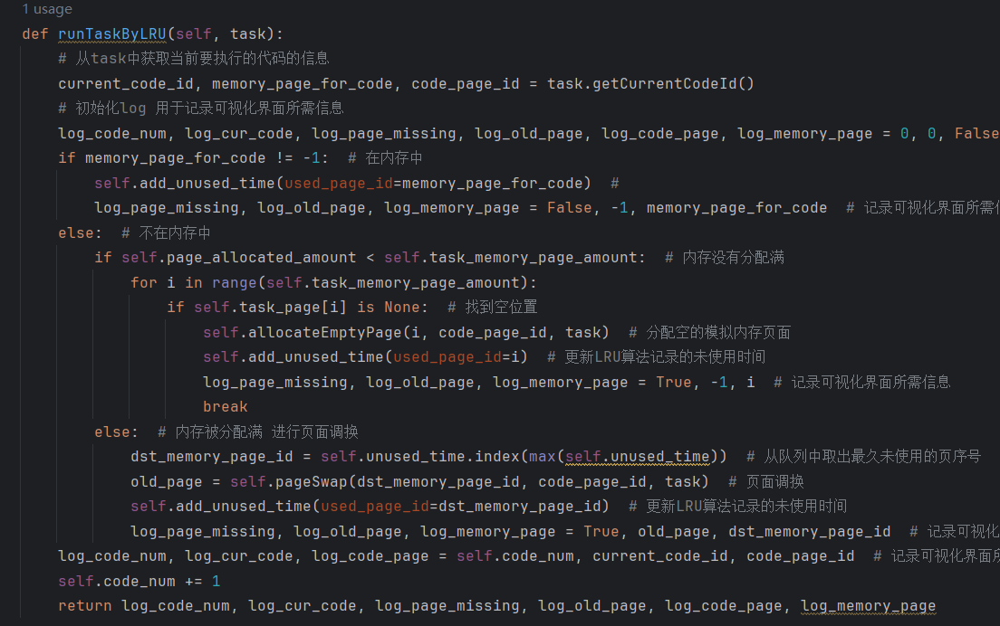 1 usage
def runTaskByLRU(self, task):
# 从task中获取当前要执行的代码的信息
current_code_id, memory_page_for_code, code_page_id = task.getCurrentCodeId()
# 初始化log 用于记录可视化界面所需信息
log_code_num, log_cur_code, log_page_missing, log_old_page, log_code_page, log_memory_page = 0, 0, False
if memory_page_for_code != -1:  # 在内存中
self.add_unused_time(used_page_id=memory_page_for_code)  #
log_page_missing, log_old_page, log_memory_page = False, -1, memory_page_for_code  # 记录可视化界面所需
else:  # 不在内存中
if self.page_allocated_amount < self.task_memory_page_amount:  # 内存没有分配满
for i in range(self.task_memory_page_amount):
if self.task_page[i] is None:  # 找到空位置
self.allocateEmptyPage(i, code_page_id, task)  # 分配空的模拟内存页面
self.add_unused_time(used_page_id=i)  # 更新LRU算法记录的未使用时间
log_page_missing, log_old_page, log_memory_page = True, -1, i  # 记录可视化界面所需信息
break
else:  # 内存被分配满 进行页面调换
dst_memory_page_id = self.unused_time.index(max(self.unused_time))  # 从队列中取出最久未使用的页序号
old_page = self.pageSwap(dst_memory_page_id, code_page_id, task)  # 页面调换
self.add_unused_time(used_page_id=dst_memory_page_id)  # 更新LRU算法记录的未使用时间
log_page_missing, log_old_page, log_memory_page = True, old_page, dst_memory_page_id  # 记录可视化
log_code_num, log_cur_code, log_code_page = self.code_num, current_code_id, code_page_id  # 记录可视化界面所
self.code_num += 1
return log_code_num, log_cur_code, log_page_missing, log_old_page, log_code_page, log_memory_page